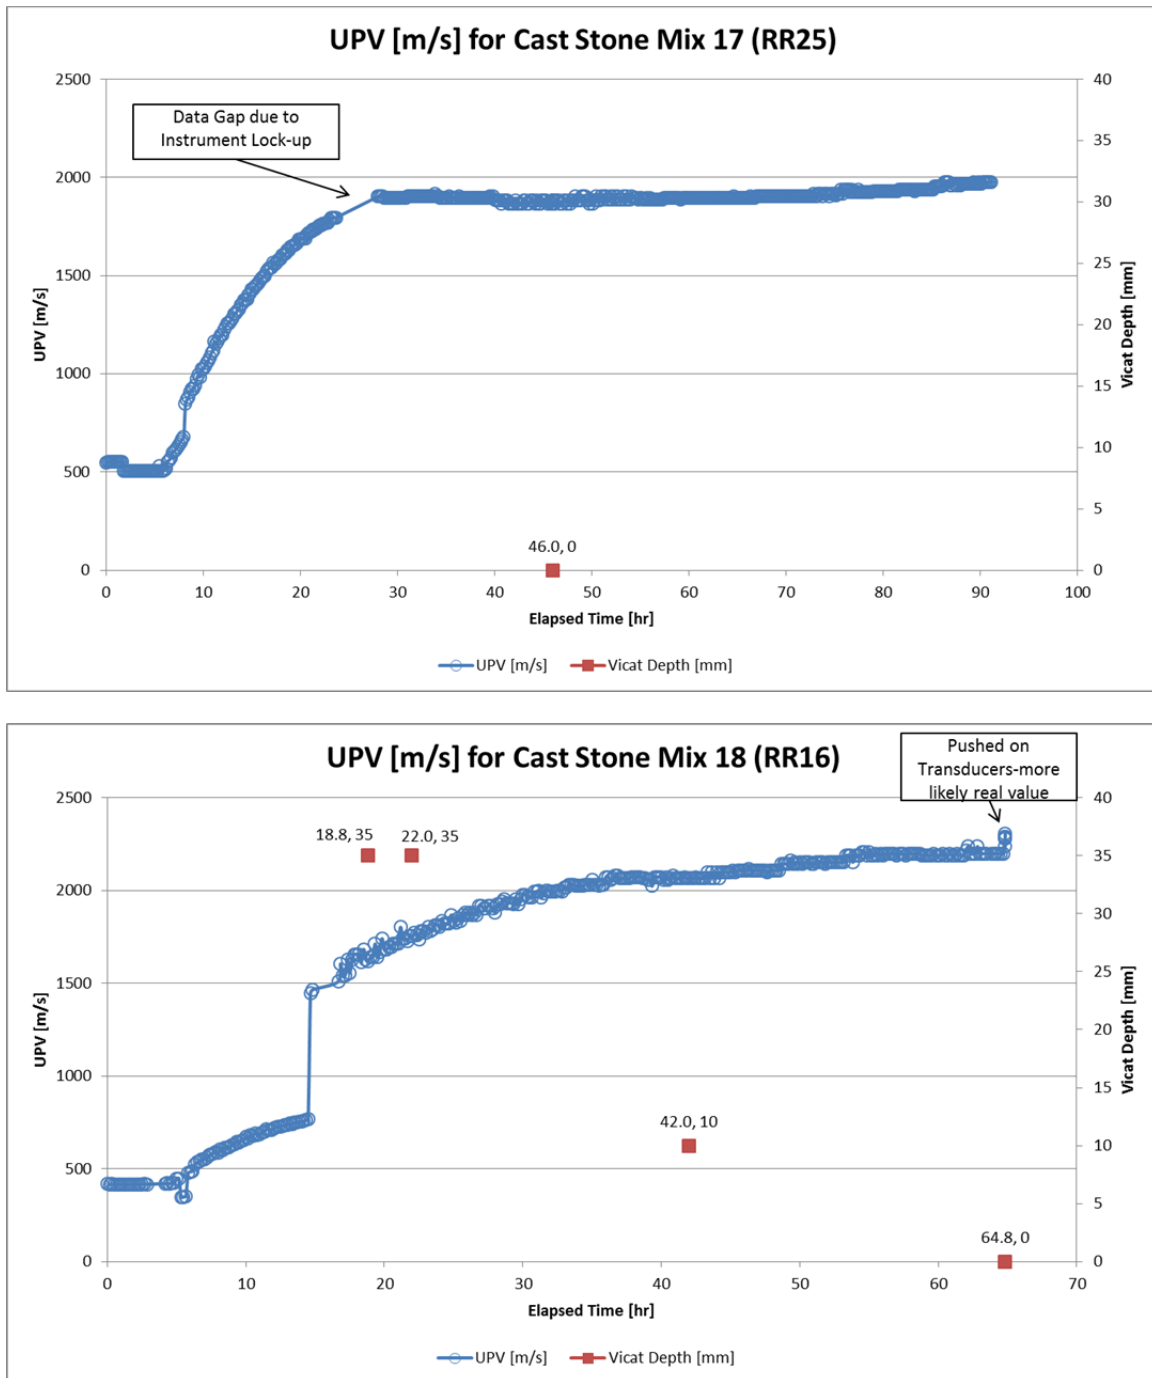 UPV [m/s] for Cast Stone Mix 17 (RR25)
Data Gap due to
Instrument Lock-up
2500
2000
1500
1000
500
0
UPV [m/s]
40
35
30
25
20
15
10
5
0
Vicat Depth [mm]
46.0, 0
0 10 20 30 40 50 60 70 80 90 100
Elapsed Time [hr]
UPV [m/s] Vicat Depth [mm]
UPV [m/s] for Cast Stone Mix 18 (RR16)
Pushed on
Transducers-more
likely real value
2500
2000
1500
1000
500
0
UPV [m/s]
40
35
30
25
20
15
10
5
0
Vicat Depth [mm]
18.8, 35 22.0, 35
42.0, 10
64.8, 0
0 10 20 30 40 50 60 70
Elapsed Time [hr]
UPV [m/s] Vicat Depth [mm]